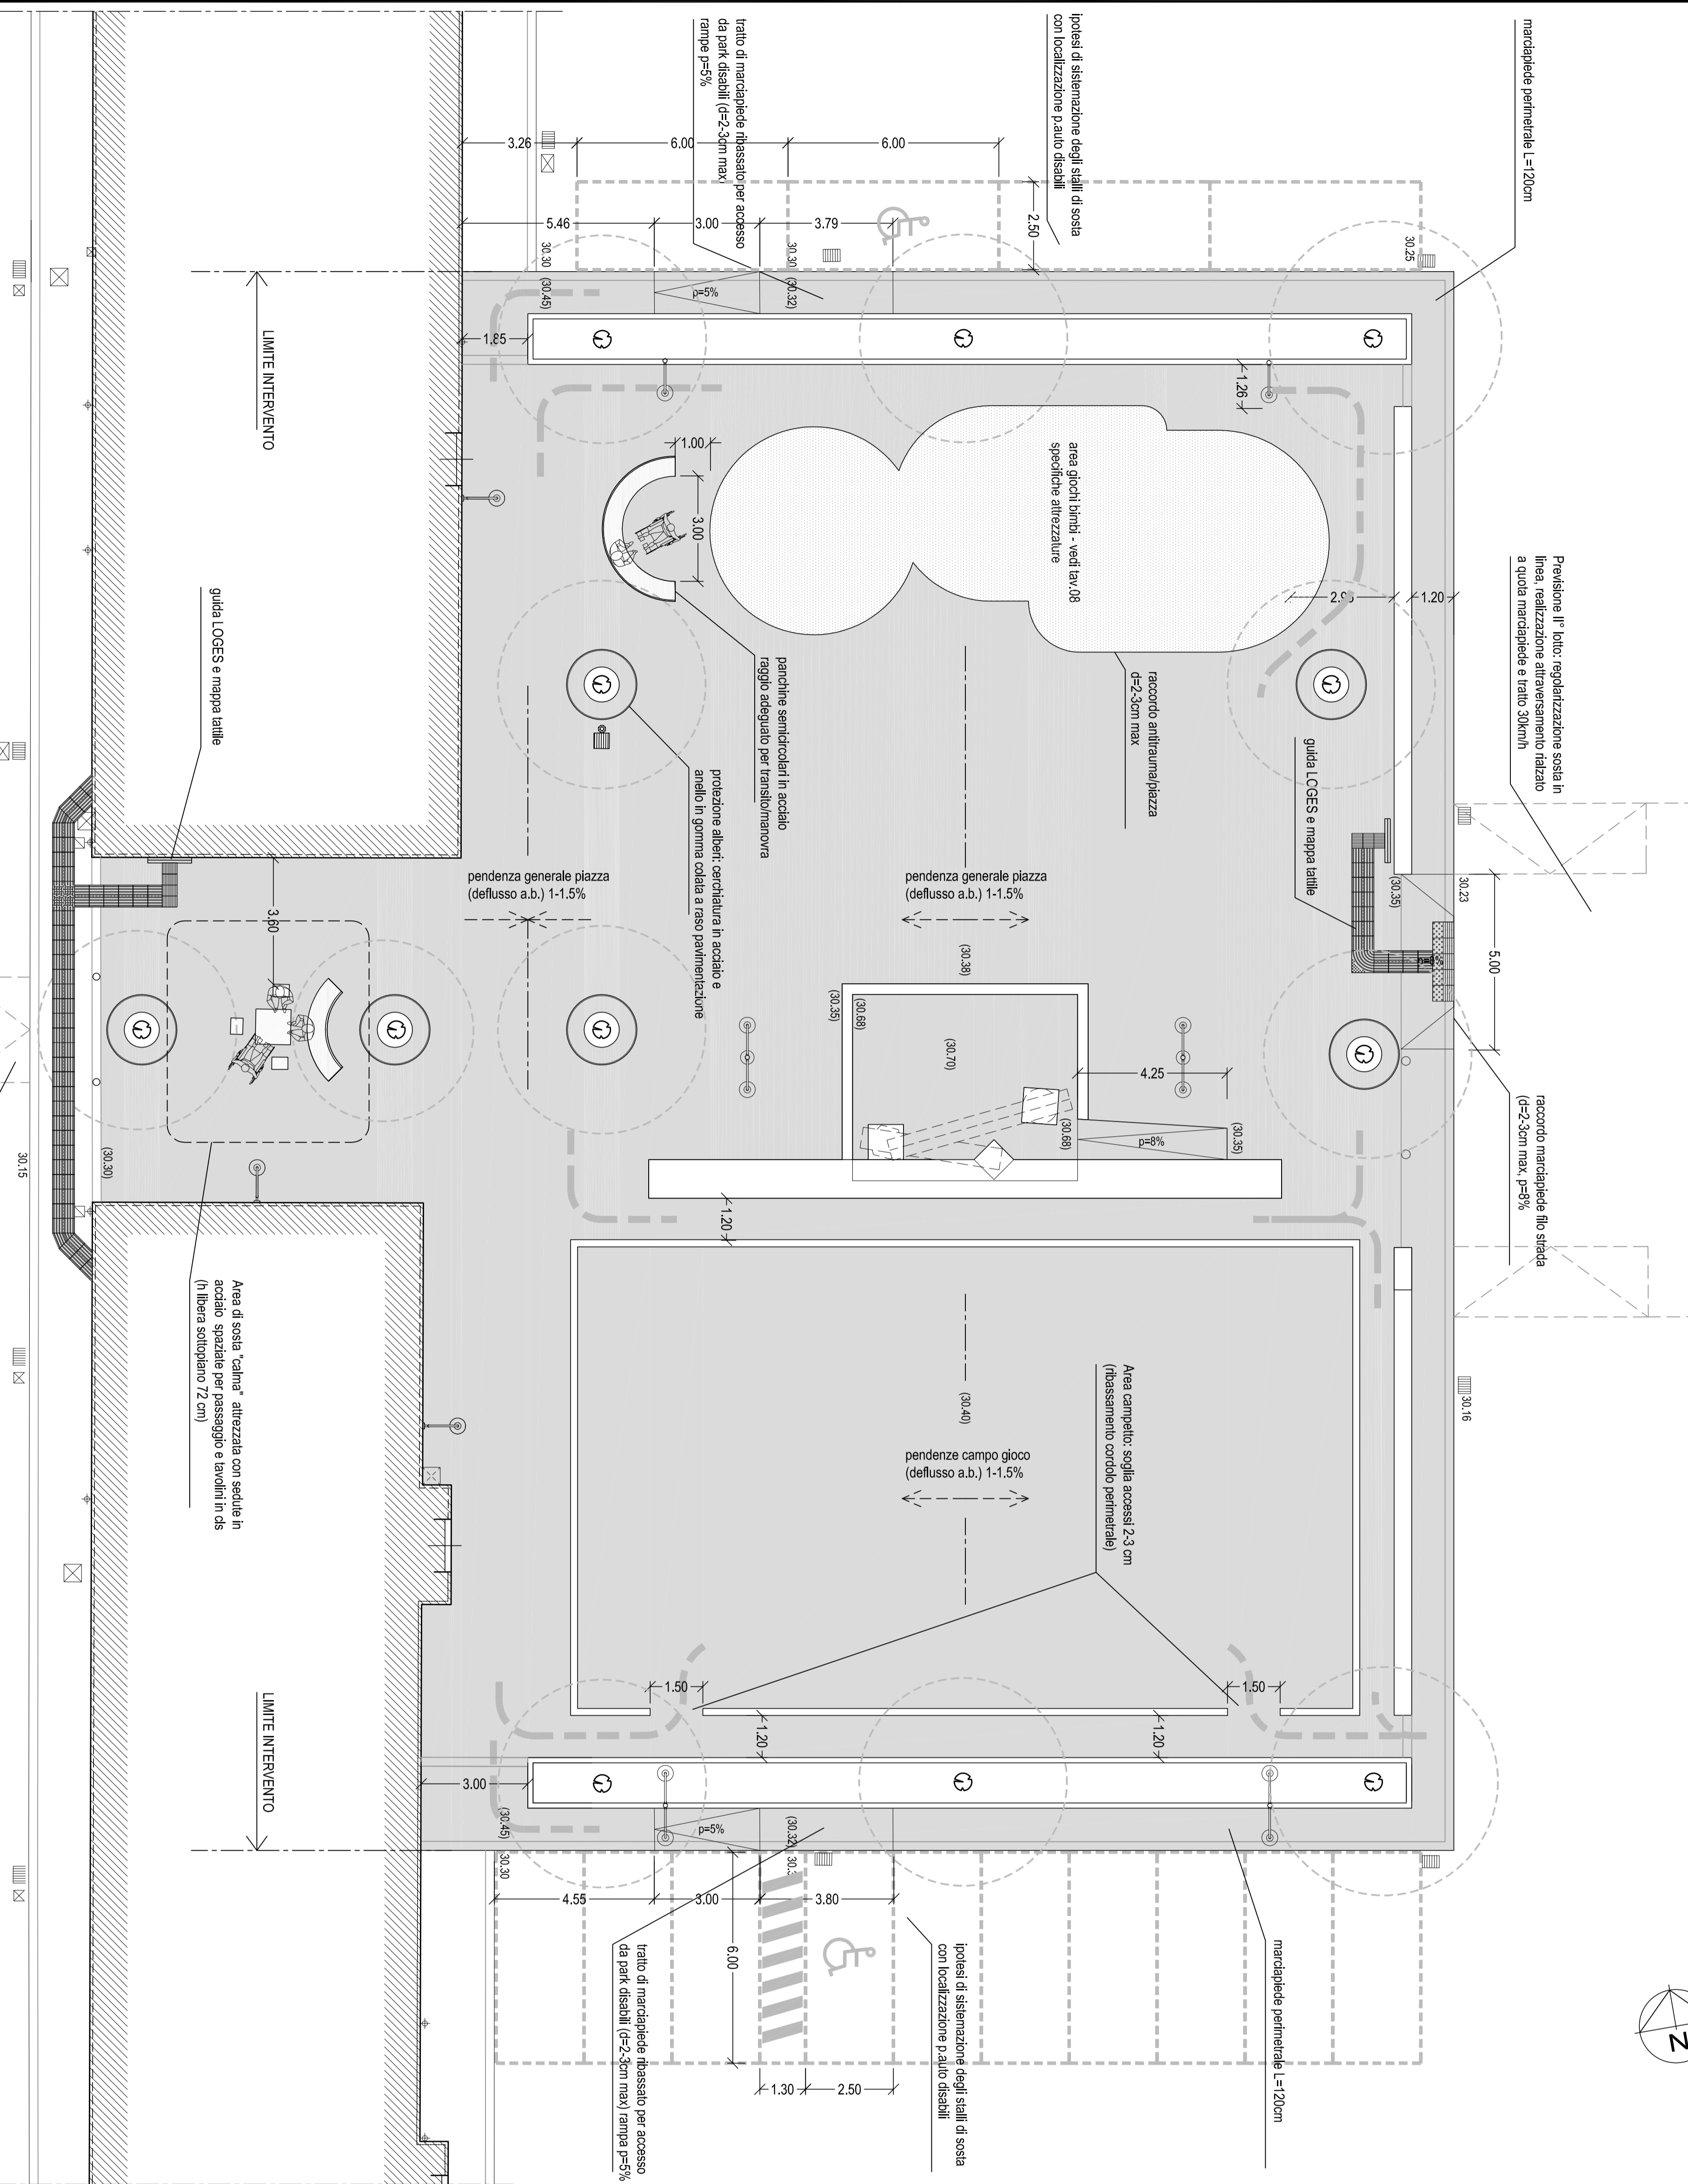 marciapiede perimetrale L=120cm
ipotesi di sistemazione degli stalli di sosta
con localizzazione p.auto disabili
tratto di marciapiede ribassato per accesso
da park disabili (d=2-3cm max)
rampe p=5%
3.26
6.00
6.00
2.50
5.46
3.00
3.79
30.30
(30.45)
30.30
(30.32)
30.25
p=5%
LIMITE INTERVENTO
1.85
1.26
1.00
3.00
area giochi bimbi - vedi tav.08
specifiche attrezzature
1.20
Previsione II° lotto: regolarizzazione sosta in
linea, realizzazione attraversamento rialzato
a quota marciapiede e tratto 30km/h
guida LOGES e mappa tattile
panchine semicircolari in acciaio
raggio adeguato per transito/manovra
raccordo antitrauma/piazza
d=2-3cm max
guida LOGES e mappa tattile
protezione alberi: cerchiatura in acciaio e
anello in gomma colata a raso pavimentazione
pendenza generale piazza
(deflusso a.b.) 1-1.5%
pendenza generale piazza
(deflusso a.b.) 1-1.5%
(30.35)
30.23
5.00
3.60
(30.38)
(30.35)
(30.68)
(30.70)
4.25
(30.68)
p=8%
(30.35)
raccordo marciapiede filo strada
(d=2-3cm max, p=8%
30.15
(30.30)
1.20
Area di sosta "calma" attrezzata con sedute in
acciaio spaziate per passaggio e tavolini in cls
(h libera sottopiano 72 cm)
(30.40)
30.16
Area campetto: soglia accessi 2-3 cm
(ribassamento cordolo perimetrale)
pendenze campo gioco
(deflusso a.b.) 1-1.5%
LIMITE INTERVENTO
1.50
1.50
1.20
1.20
3.00
(30.45)
30.30
p=5%
(30.32)
4.55
3.00
3.80
6.00
1.30
2.50
tratto di marciapiede ribassato per accesso
da park disabili (d=2-3cm max) rampa p=5%
ipotesi di sistemazione degli stalli di sosta
con localizzazione p.auto disabili
marciapiede perimetrale L=120cm
N